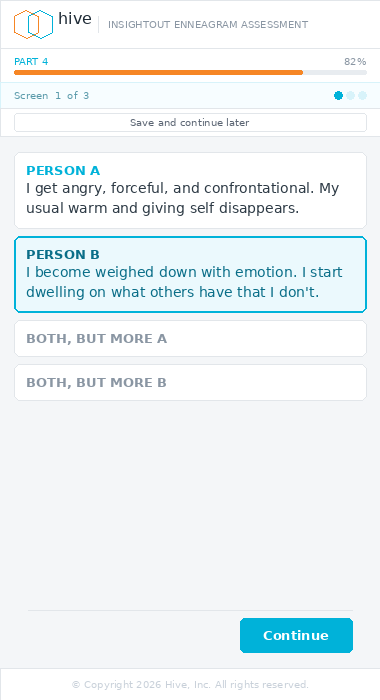 hive
INSIGHTOUT ENNEAGRAM ASSESSMENT
PART 4
82%
Screen 1 of 3
Save and continue later
PERSON A
I get angry, forceful, and confrontational. My
usual warm and giving self disappears.
PERSON B
I become weighed down with emotion. I start
dwelling on what others have that I don't.
BOTH, BUT MORE A
BOTH, BUT MORE B
Continue
© Copyright 2026 Hive, Inc. All rights reserved.